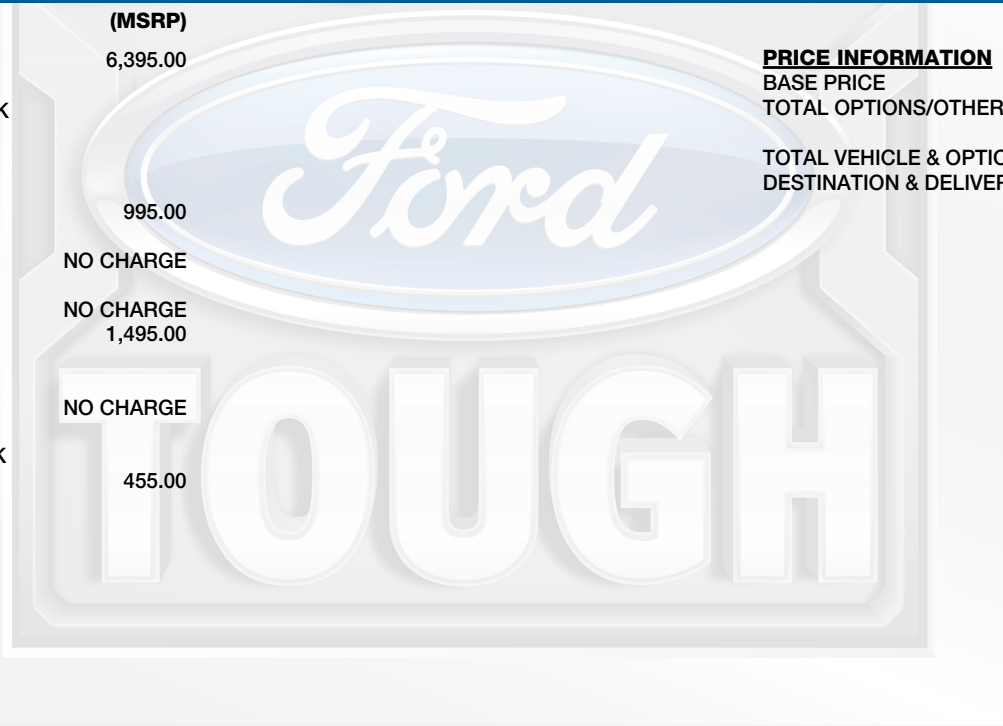 (MSRP)
6,395.00
PRICE INFORMATION
BASE PRICE
K
TOTAL OPTIONS/OTHER
TOTAL VEHICLE & OPTIO
DESTINATION & DELIVER
995.00
NO CHARGE
NO CHARGE
1,495.00
NO CHARGE
K
455.00
Ford
TOUGH